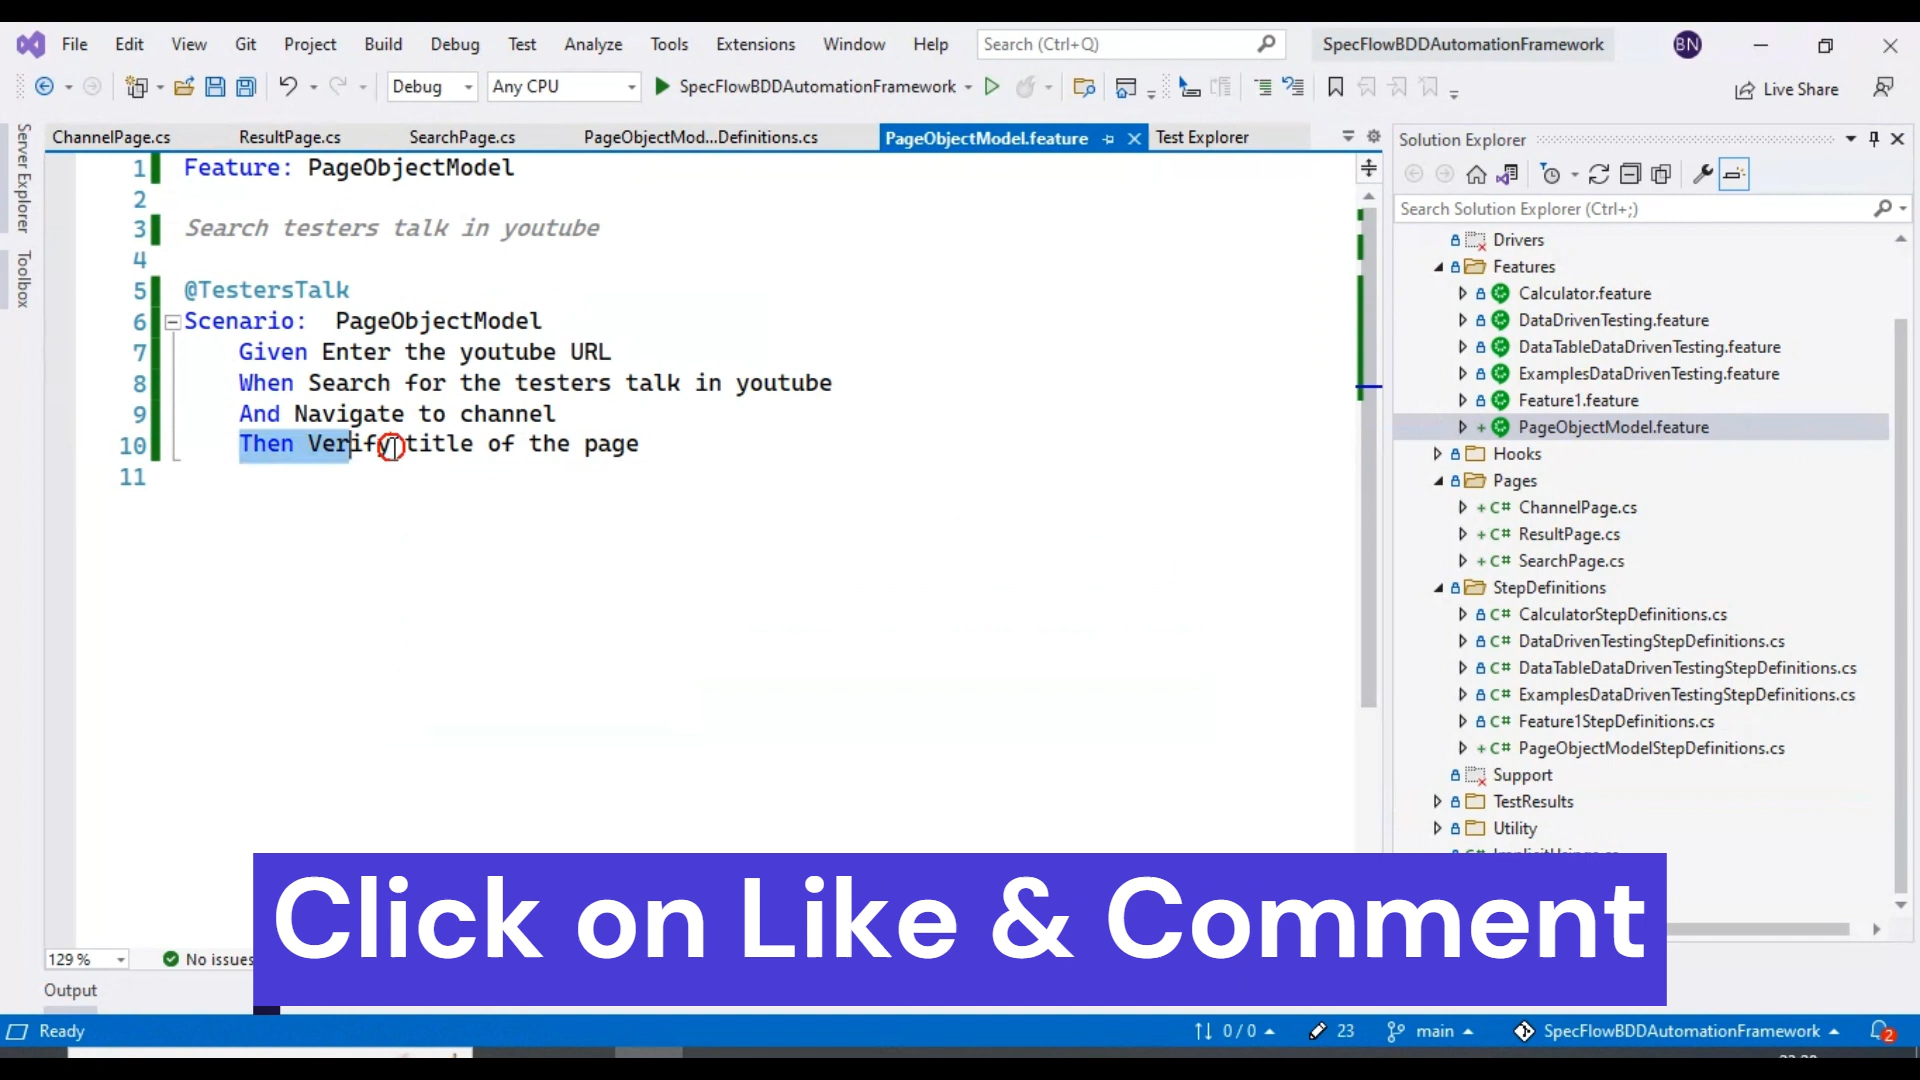 File Edit View Git Project Build Debug Test Analyze Tools Extensions Window Help Search (Ctrl+Q) SpecFlowBDDAutomationFramework BN
Debug Any CPU SpecFlowBDDAutomationFramework Live Share
Server Explorer
Toolbox
ChannelPage.cs ResultPage.cs SearchPage.cs PageObjectMod...Definitions.cs PageObjectModel.feature Test Explorer
1 Feature: PageObjectModel
2
3 Search testers talk in youtube
4
5 @TestersTalk
6 Scenario: PageObjectModel
7 Given Enter the youtube URL
8 When Search for the testers talk in youtube
9 And Navigate to channel
10 Then Verify title of the page
11
Solution Explorer
Search Solution Explorer (Ctrl+;)
Drivers
Features
Calculator.feature
DataDrivenTesting.feature
DataTableDataDrivenTesting.feature
ExamplesDataDrivenTesting.feature
Feature1.feature
PageObjectModel.feature
Hooks
Pages
ChannelPage.cs
ResultPage.cs
SearchPage.cs
StepDefinitions
CalculatorStepDefinitions.cs
DataDrivenTestingStepDefinitions.cs
DataTableDataDrivenTestingStepDefinitions.cs
ExamplesDataDrivenTestingStepDefinitions.cs
Feature1StepDefinitions.cs
PageObjectModelStepDefinitions.cs
Support
TestResults
Utility
Click on Like & Comment
129 % No issues
Output
Ready 0 / 0 23 main SpecFlowBDDAutomationFramework 2